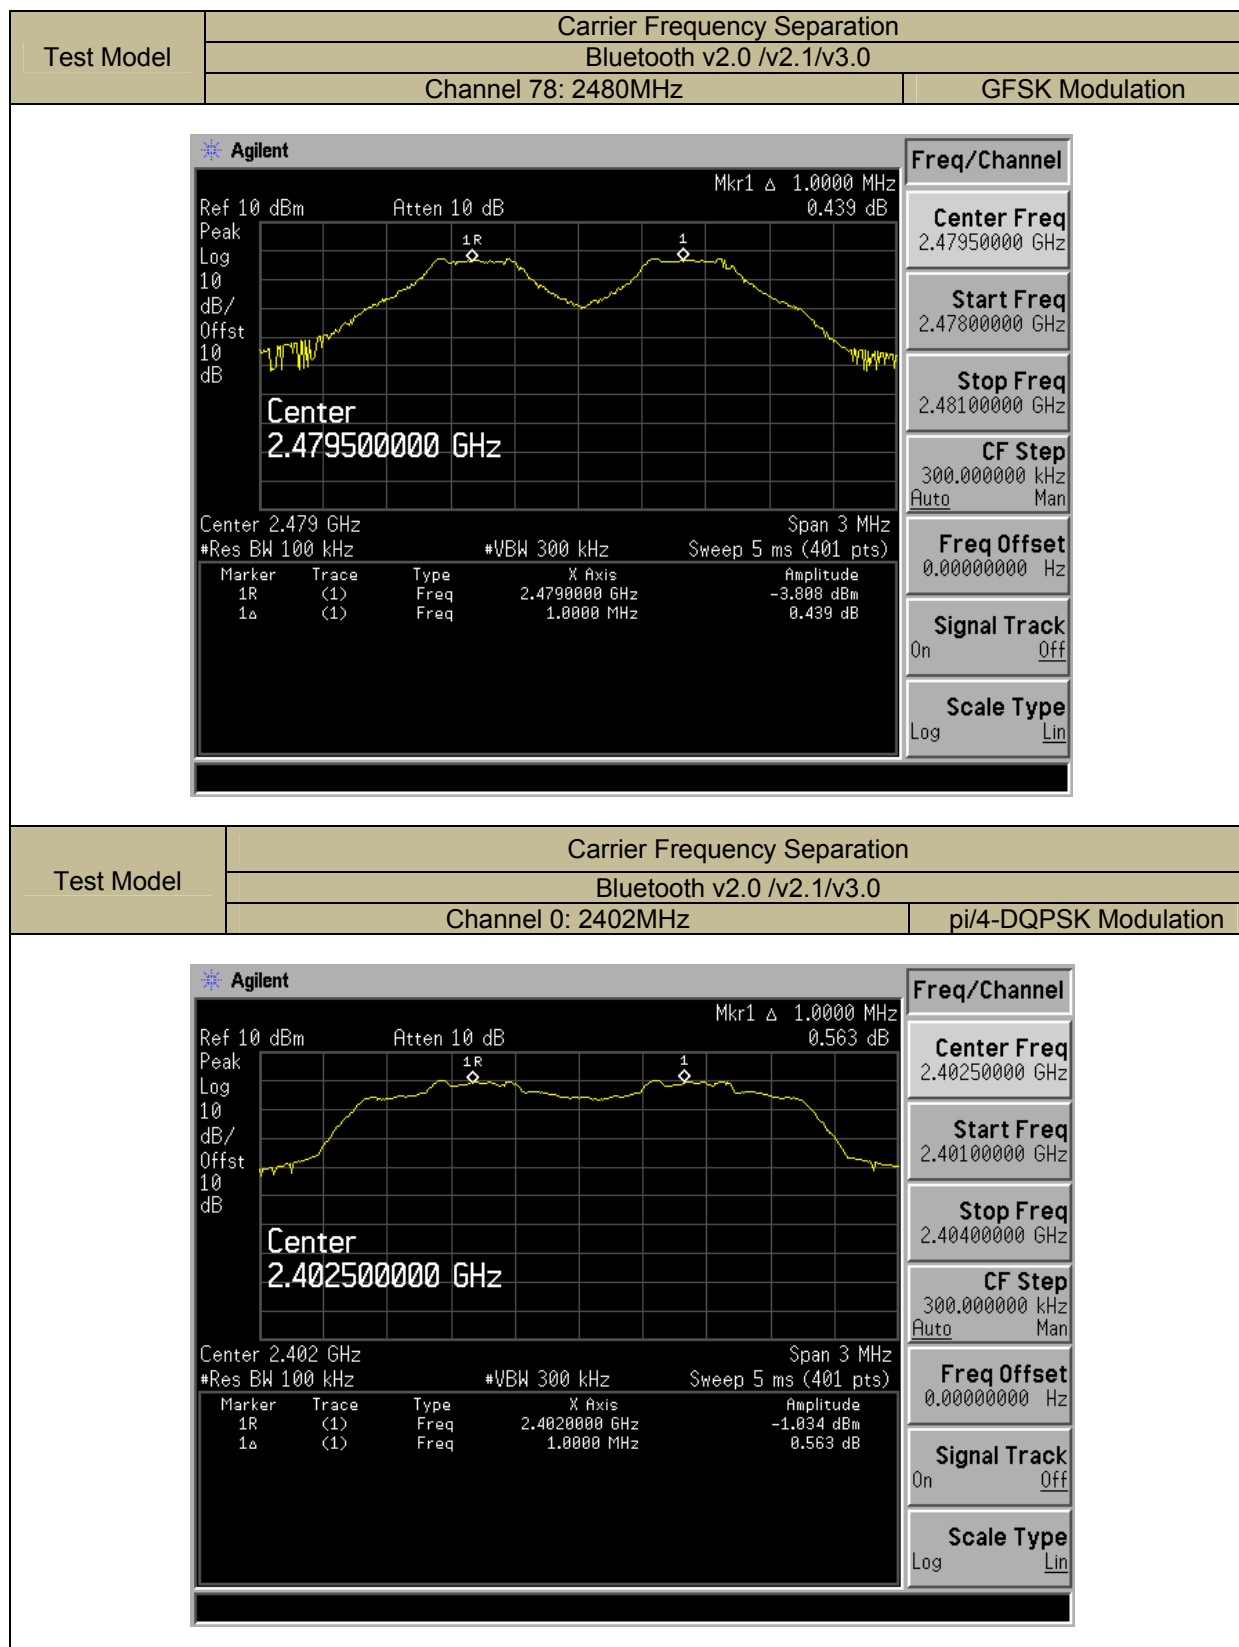 Test Model
Carrier Frequency Separation
Bluetooth v2.0 /v2.1/v3.0
Channel 78: 2480MHz GFSK Modulation
Agilent
Freq/Channel
Mkr1 Δ 1.0000 MHz
Ref 10 dBm Atten 10 dB 0.439 dB
Peak
Log
10
dB/
Offst
10
dB
1R 1
Center
2.479500000 GHz
Center 2.479 GHz Span 3 MHz
#Res BW 100 kHz #VBW 300 kHz Sweep 5 ms (401 pts)
Marker Trace Type X Axis Amplitude
1R (1) Freq 2.4790000 GHz -3.808 dBm
1Δ (1) Freq 1.0000 MHz 0.439 dB
Center Freq
2.47950000 GHz
Start Freq
2.47800000 GHz
Stop Freq
2.48100000 GHz
CF Step
300.000000 kHz
Auto Man
Freq Offset
0.00000000 Hz
Signal Track
On Off
Scale Type
Log Lin
Test Model
Carrier Frequency Separation
Bluetooth v2.0 /v2.1/v3.0
Channel 0: 2402MHz pi/4-DQPSK Modulation
Agilent
Freq/Channel
Mkr1 Δ 1.0000 MHz
Ref 10 dBm Atten 10 dB 0.563 dB
Peak
Log
10
dB/
Offst
10
dB
1R 1
Center
2.402500000 GHz
Center 2.402 GHz Span 3 MHz
#Res BW 100 kHz #VBW 300 kHz Sweep 5 ms (401 pts)
Marker Trace Type X Axis Amplitude
1R (1) Freq 2.4020000 GHz -1.034 dBm
1Δ (1) Freq 1.0000 MHz 0.563 dB
Center Freq
2.40250000 GHz
Start Freq
2.40100000 GHz
Stop Freq
2.40400000 GHz
CF Step
300.000000 kHz
Auto Man
Freq Offset
0.00000000 Hz
Signal Track
On Off
Scale Type
Log Lin